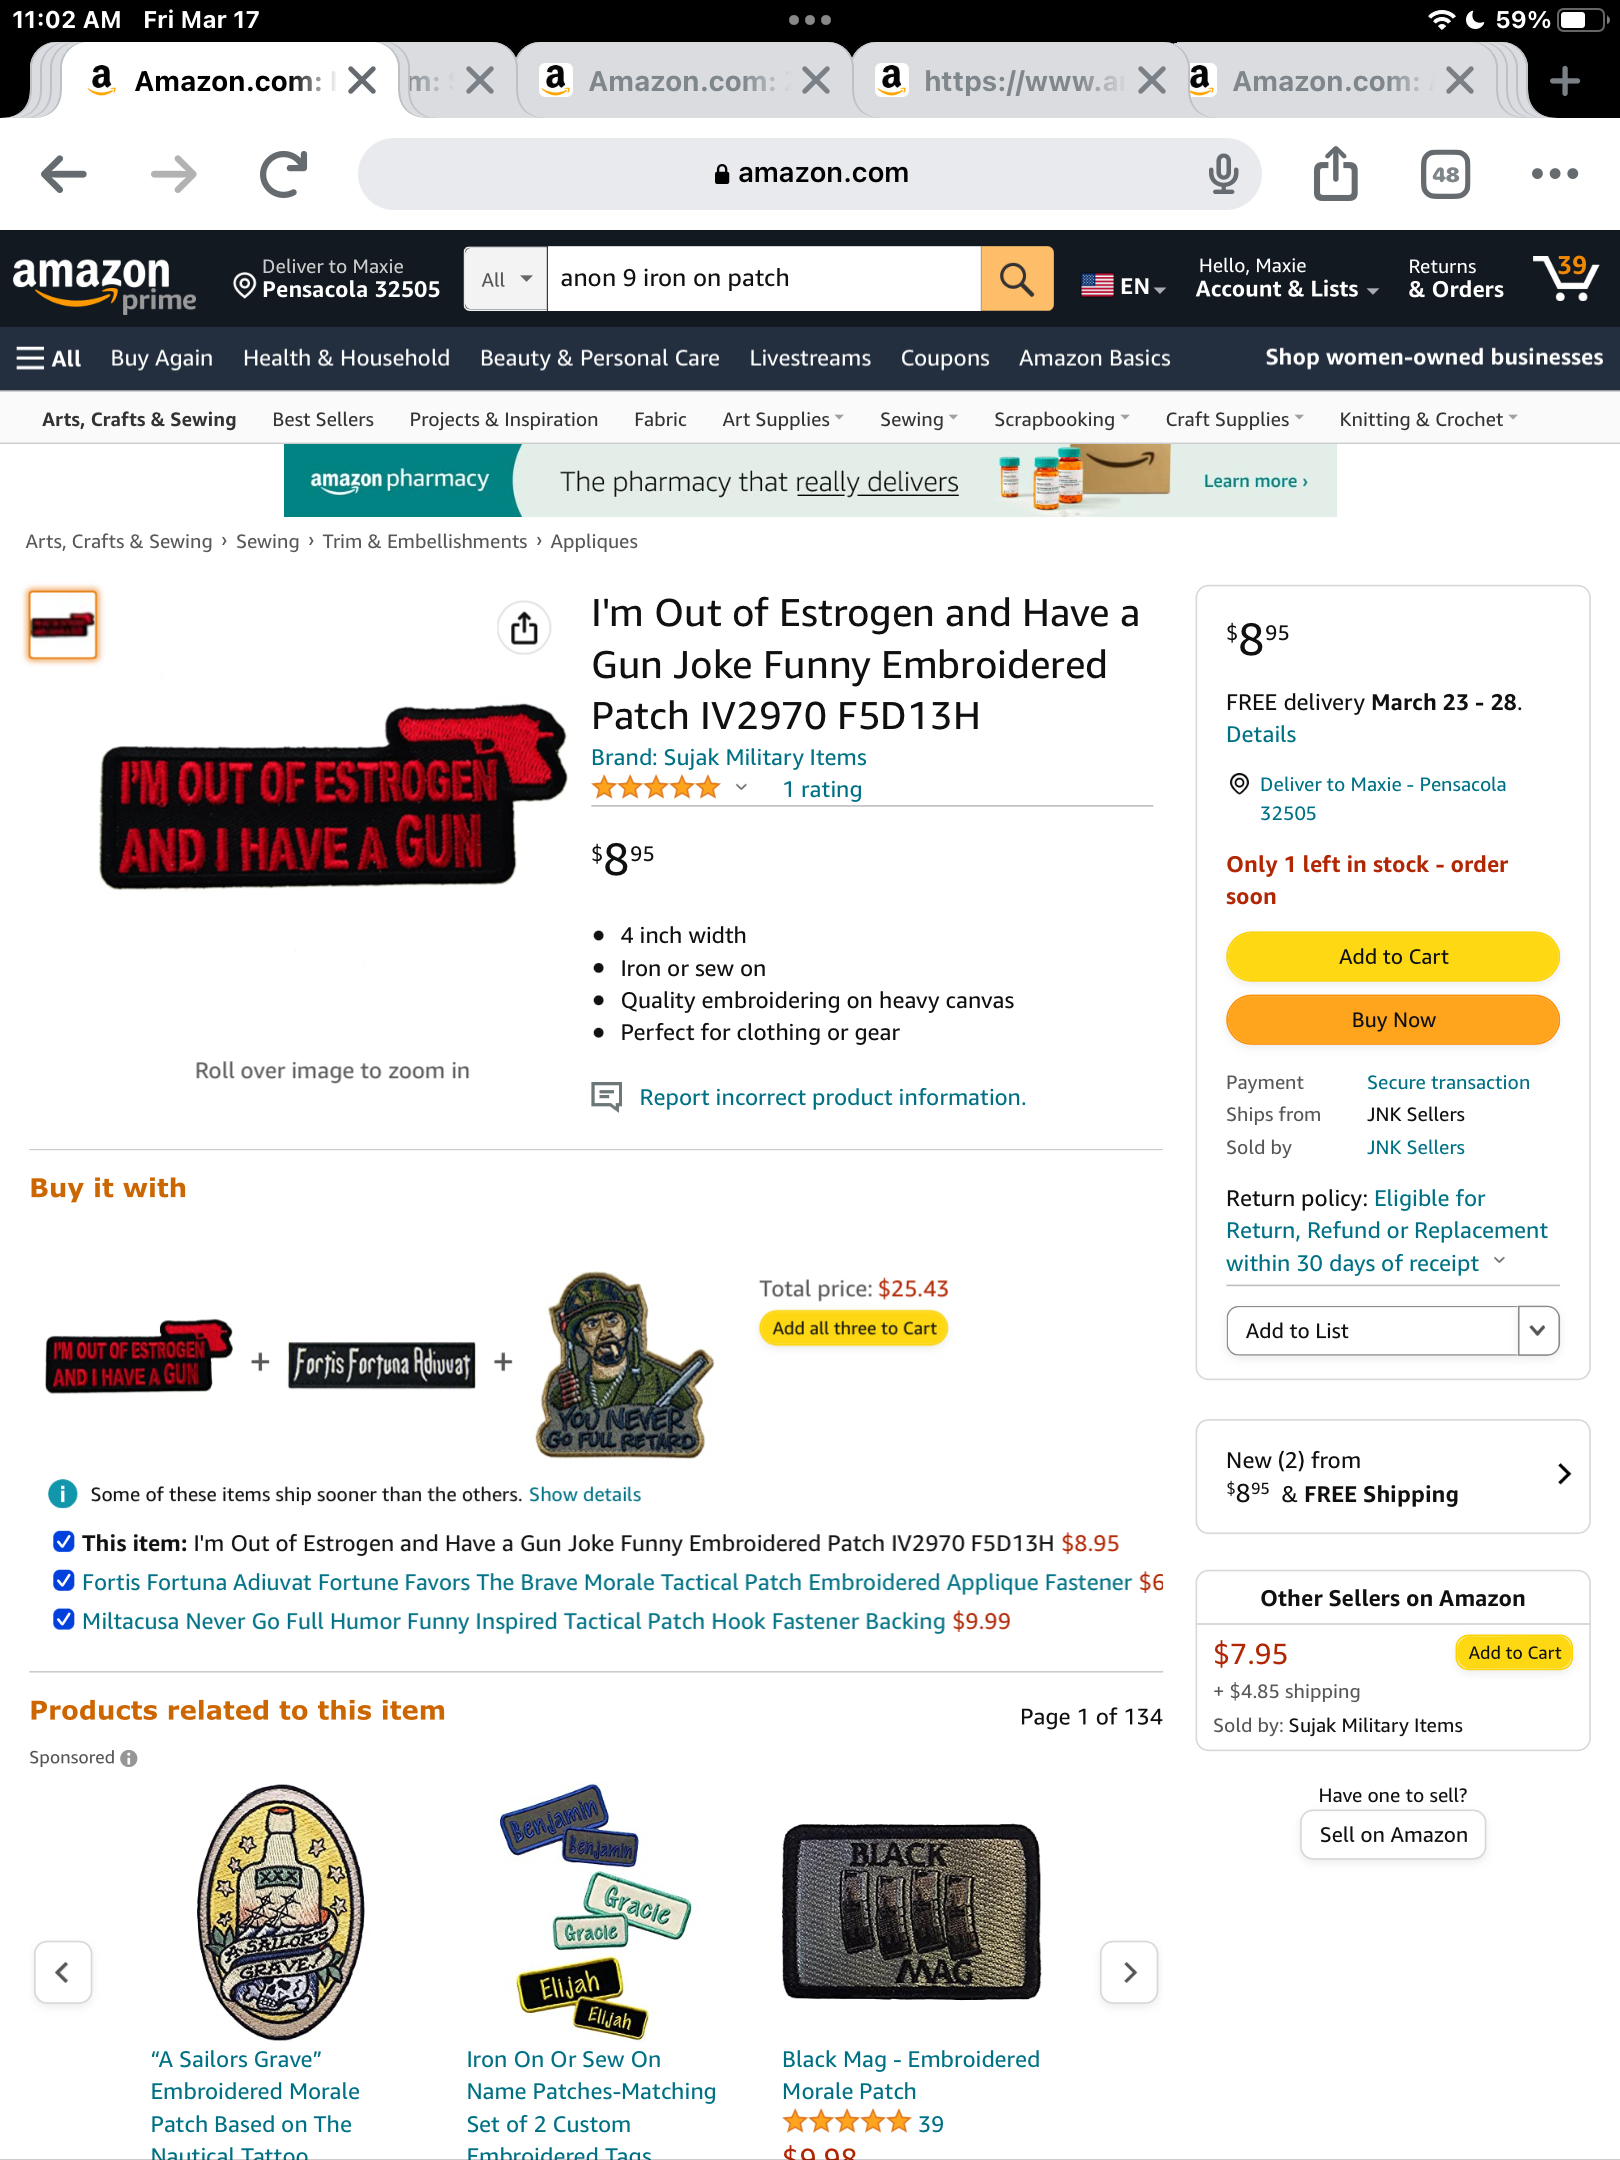 11:02 AM Fri Mar 17
59%
Amazon.com:
m:
Amazon.com:
https://www.a
Amazon.com:
amazon.com
48
amazon prime
Deliver to Maxie
Pensacola 32505
All
anon 9 iron on patch
EN
Hello, Maxie
Account & Lists
Returns
& Orders
39
All Buy Again Health & Household Beauty & Personal Care Livestreams Coupons Amazon Basics Shop women-owned businesses
Arts, Crafts & Sewing Best Sellers Projects & Inspiration Fabric Art Supplies Sewing Scrapbooking Craft Supplies Knitting & Crochet
amazon pharmacy The pharmacy that really delivers Learn more ›
Arts, Crafts & Sewing › Sewing › Trim & Embellishments › Appliques
I'M OUT OF ESTROGEN
AND I HAVE A GUN
Roll over image to zoom in
I'm Out of Estrogen and Have a
Gun Joke Funny Embroidered
Patch IV2970 F5D13H
Brand: Sujak Military Items
1 rating
$8 95
• 4 inch width
• Iron or sew on
• Quality embroidering on heavy canvas
• Perfect for clothing or gear
Report incorrect product information.
$8 95
FREE delivery March 23 - 28.
Details
Deliver to Maxie - Pensacola
32505
Only 1 left in stock - order
soon
Add to Cart
Buy Now
Payment Secure transaction
Ships from JNK Sellers
Sold by JNK Sellers
Return policy: Eligible for
Return, Refund or Replacement
within 30 days of receipt
Add to List
New (2) from
$8 95 & FREE Shipping
Other Sellers on Amazon
$7.95 Add to Cart
+ $4.85 shipping
Sold by: Sujak Military Items
Have one to sell?
Sell on Amazon
Buy it with
I'M OUT OF ESTROGEN
AND I HAVE A GUN
+
Fortis Fortuna Adiuvat
+
YOU NEVER
GO FULL RETARD
Total price: $25.43
Add all three to Cart
Some of these items ship sooner than the others. Show details
This item: I'm Out of Estrogen and Have a Gun Joke Funny Embroidered Patch IV2970 F5D13H $8.95
Fortis Fortuna Adiuvat Fortune Favors The Brave Morale Tactical Patch Embroidered Applique Fastener $6
Miltacusa Never Go Full Humor Funny Inspired Tactical Patch Hook Fastener Backing $9.99
Products related to this item
Page 1 of 134
Sponsored
XXX
A SAILOR'S
GRAVE
Benjamin
Benjamin
Gracie
Gracie
Elijah
Elijah
BLACK
MAG
“A Sailors Grave”
Embroidered Morale
Patch Based on The
Nautical Tattoo
Iron On Or Sew On
Name Patches-Matching
Set of 2 Custom
Embroidered Tags
Black Mag - Embroidered
Morale Patch
39
$9.98